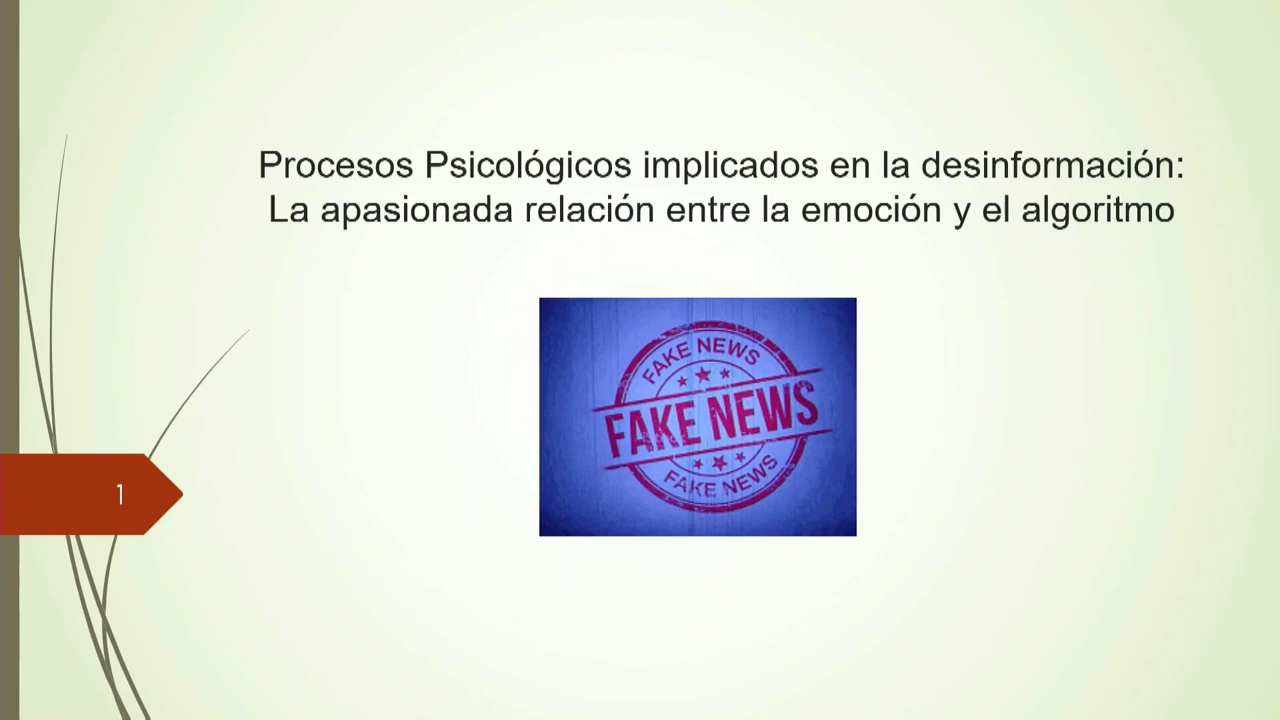 Procesos Psicológicos implicados en la desinformación:
La apasionada relación entre la emoción y el algoritmo
FAKE NEWS
FAKE NEWS
FAKE NEWS
1